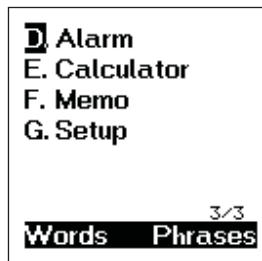 D. Alarm
E. Calculator
F. Memo
G. Setup
3/3
Words Phrases